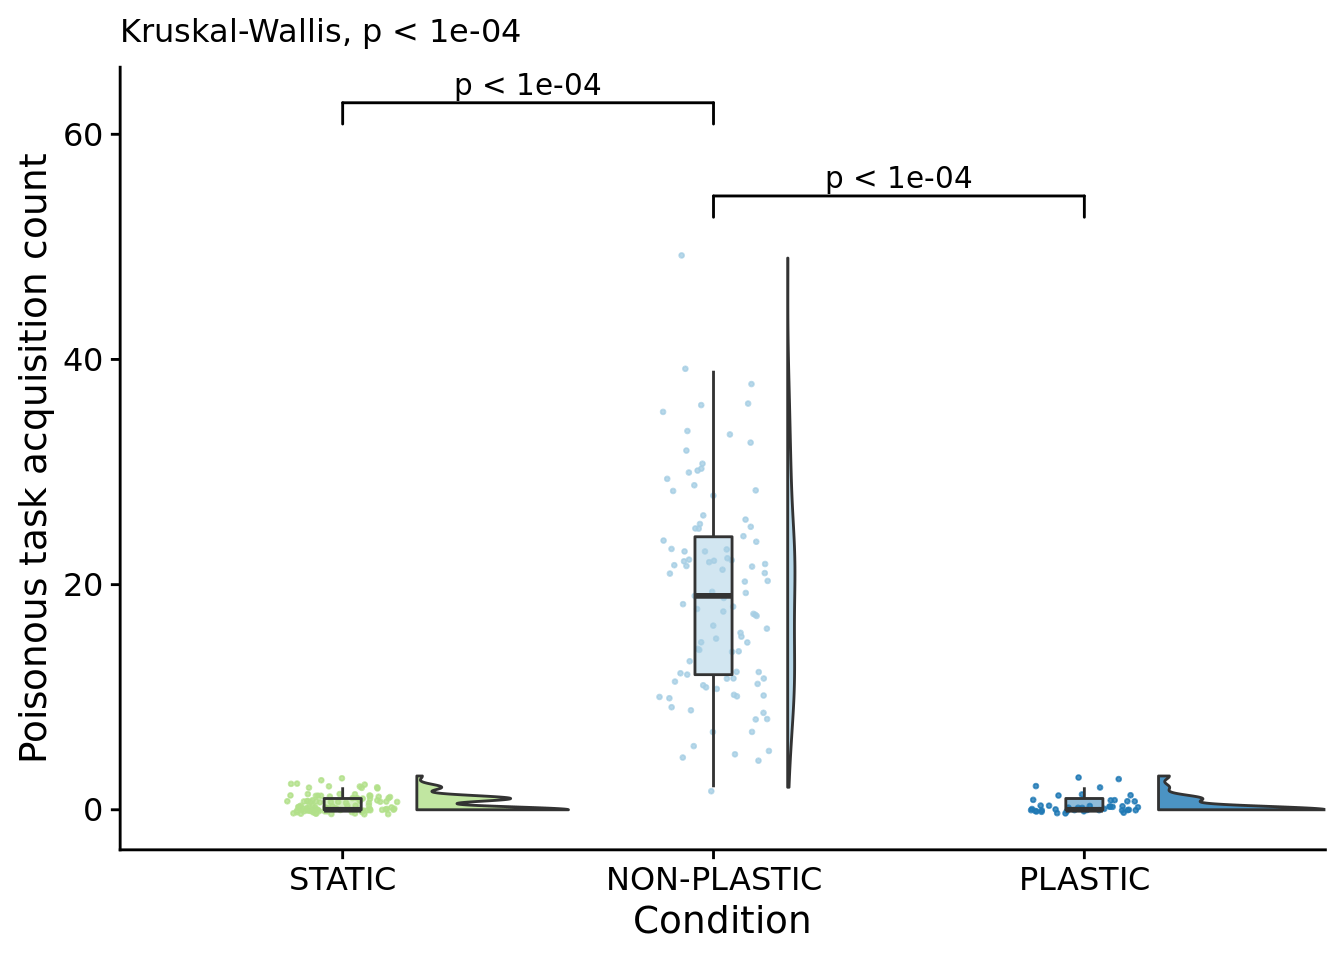 Kruskal-Wallis, p < 1e-04
p < 1e-04
p < 1e-04
Poisonous task acquisition count
60
40
20
0
STATIC
NON-PLASTIC
PLASTIC
Condition